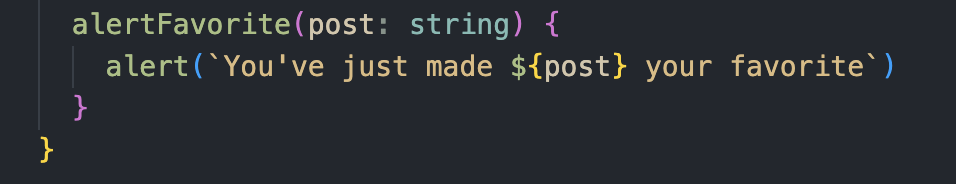 alertFavorite(post: string) {
alert(`You've just made ${post} your favorite`)
}
}